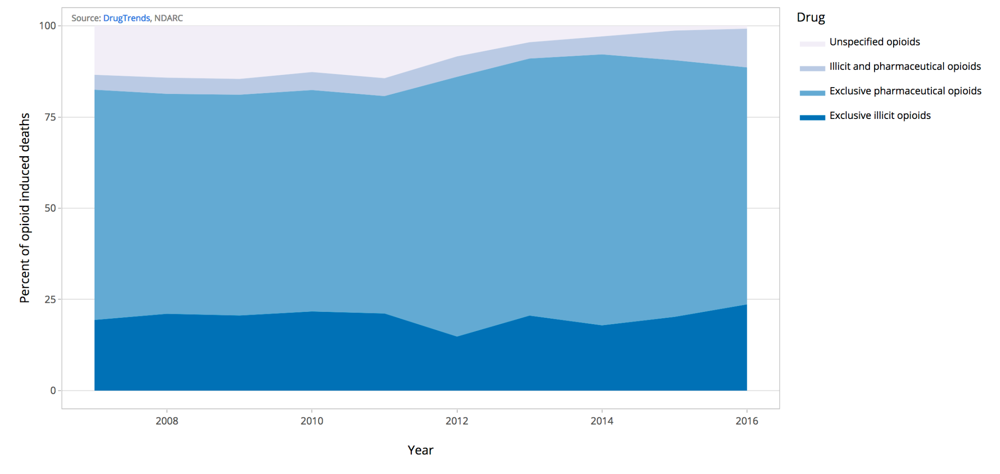 Source: DrugTrends, NDARC
Percent of opioid induced deaths
100
75
50
25
0
2008
2010
2012
2014
2016
Year
Drug
Unspecified opioids
Illicit and pharmaceutical opioids
Exclusive pharmaceutical opioids
Exclusive illicit opioids